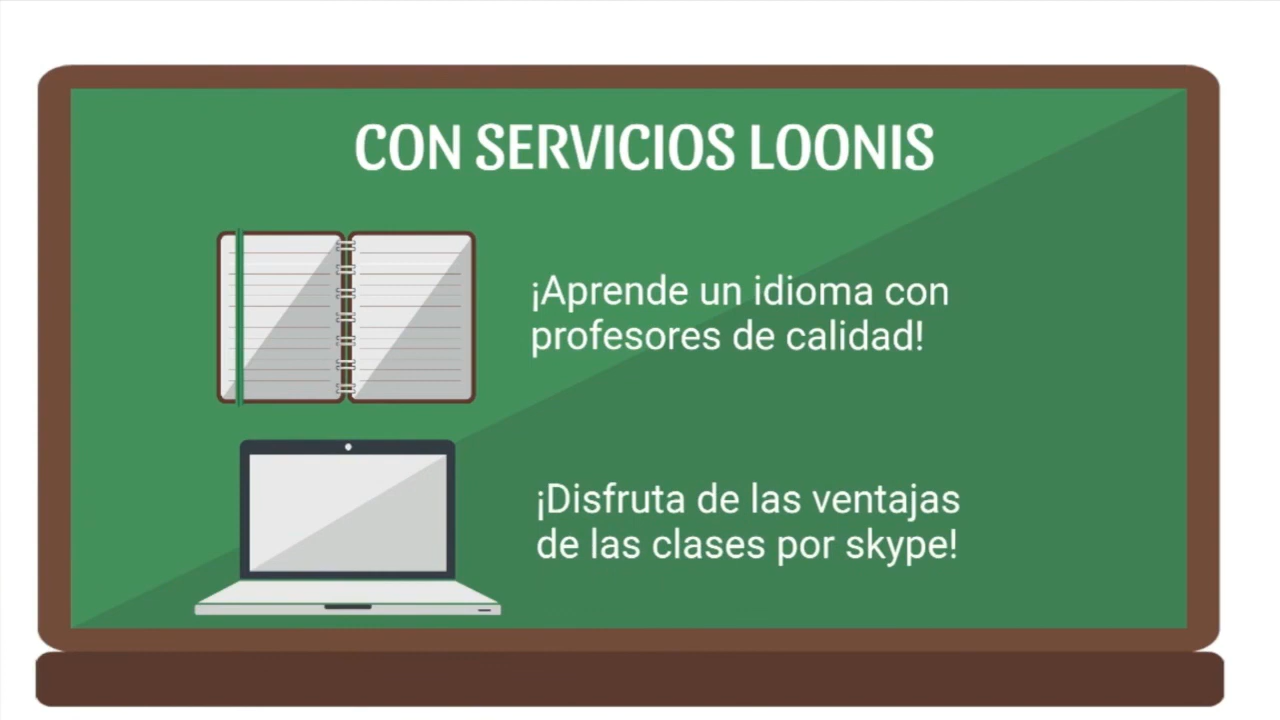 CON SERVICIOS LOONIS
¡Aprende un idioma con
profesores de calidad!
¡Disfruta de las ventajas
de las clases por skype!